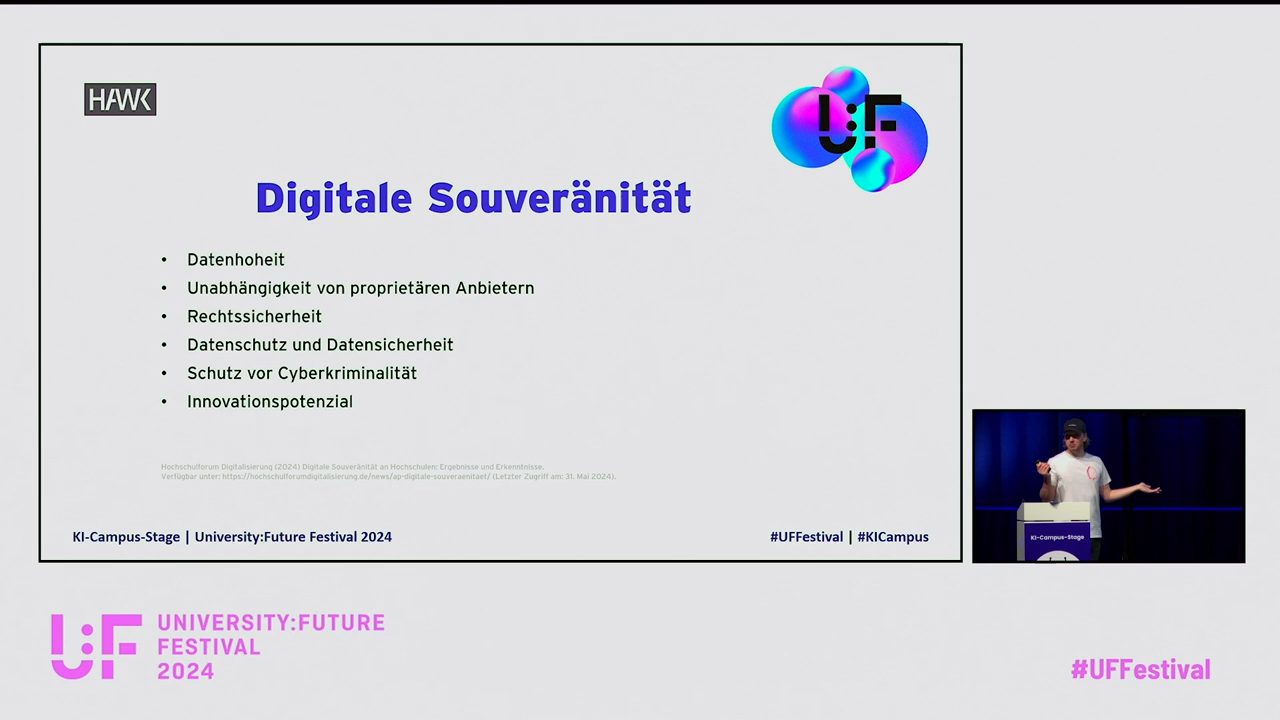 HAWK
U:F
Digitale Souveränität
• Datenhoheit
• Unabhängigkeit von proprietären Anbietern
• Rechtssicherheit
• Datenschutz und Datensicherheit
• Schutz vor Cyberkriminalität
• Innovationspotenzial
Hochschulforum Digitalisierung (2024) Digitale Souveränität an Hochschulen: Ergebnisse und Erkenntnisse.
Verfügbar unter: https://hochschulforumdigitalisierung.de/news/ap-digitale-souveraenitaet/ (Letzter Zugriff am: 31. Mai 2024).
KI-Campus-Stage | University:Future Festival 2024
#UFFestival | #KICampus
KI-Campus-Stage
U:F
UNIVERSITY:FUTURE
FESTIVAL
2024
#UFFestival